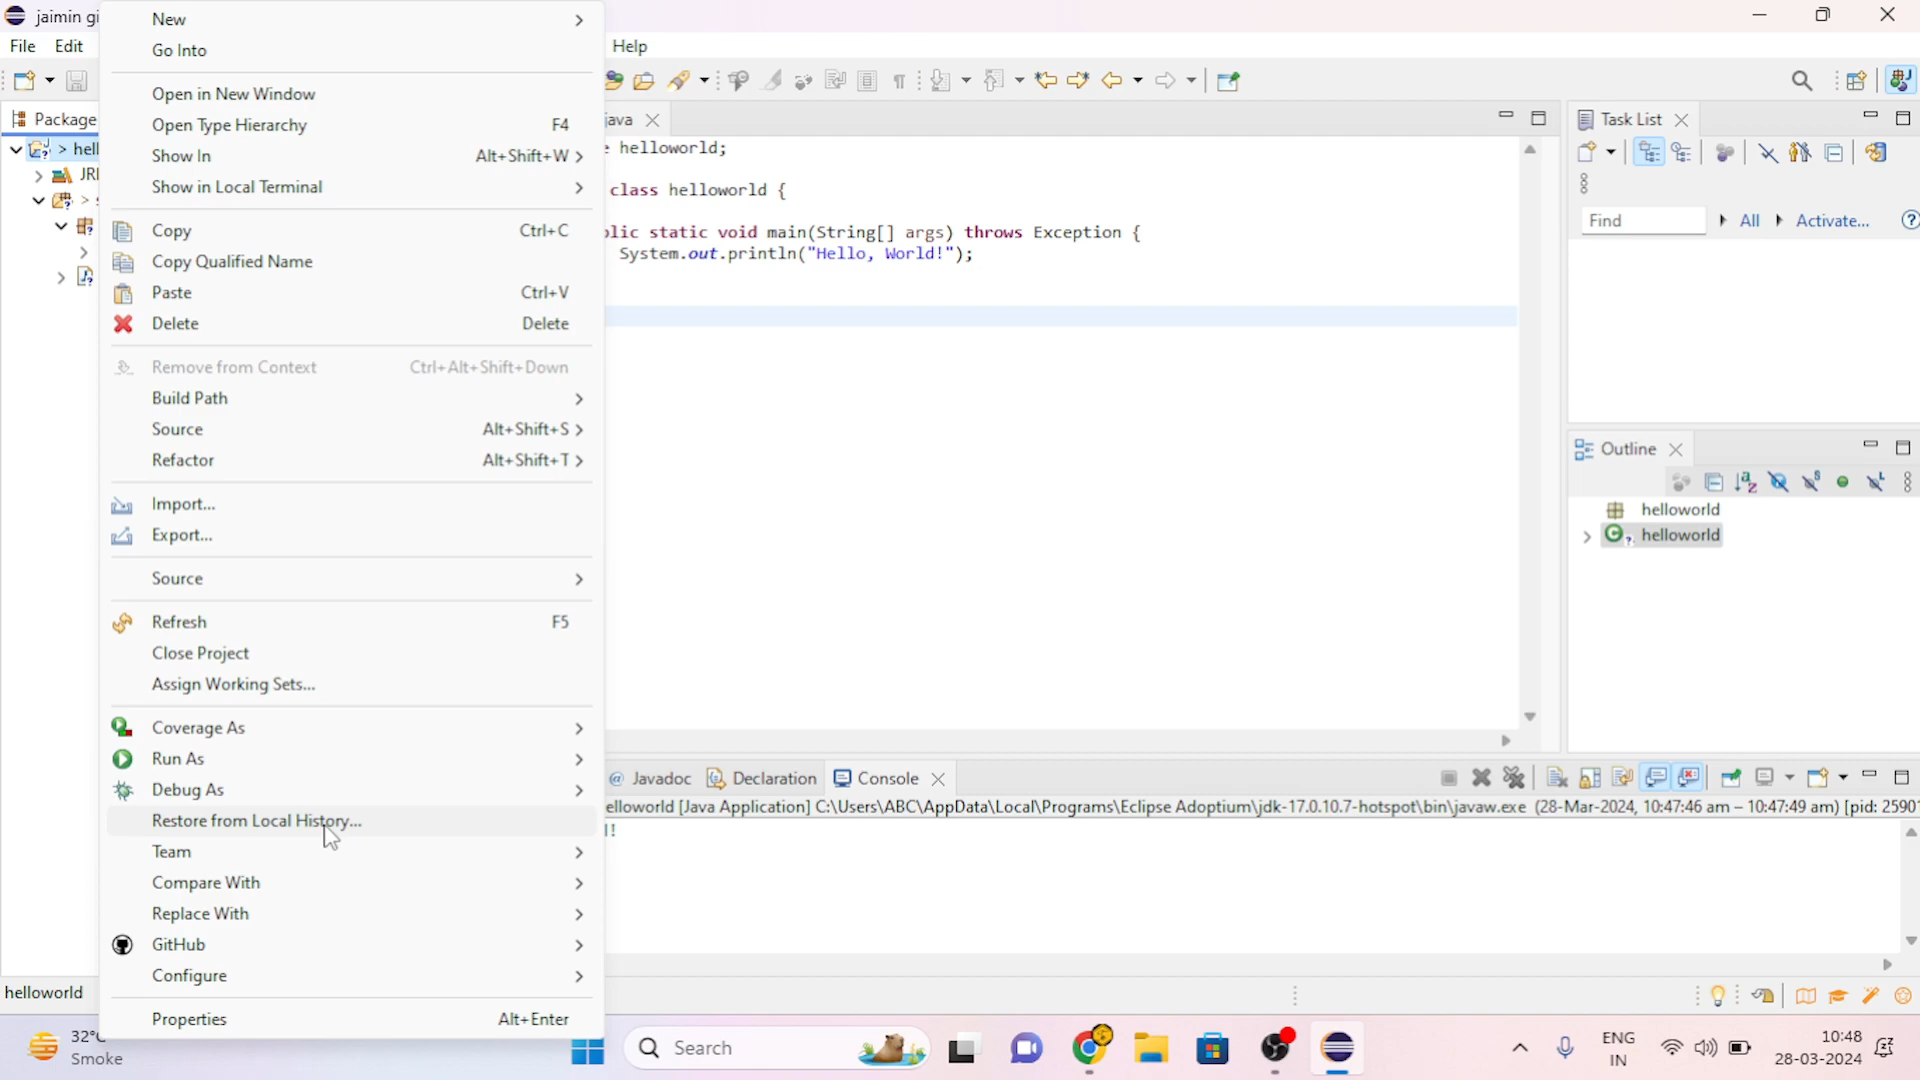 jaimin gi
File Edit
Help
Package
> hell
JRI
> s
New
Go Into
Open in New Window
Open Type Hierarchy F4
Show In Alt+Shift+W >
Show in Local Terminal
Copy Ctrl+C
Copy Qualified Name
Paste Ctrl+V
Delete Delete
Remove from Context Ctrl+Alt+Shift+Down
Build Path
Source Alt+Shift+S >
Refactor Alt+Shift+T >
Import...
Export...
Source
Refresh F5
Close Project
Assign Working Sets...
Coverage As
Run As
Debug As
Restore from Local History...
Team
Compare With
Replace With
GitHub
Configure
Properties Alt+Enter
java
e helloworld;
class helloworld {
blic static void main(String[] args) throws Exception {
System.out.println("Hello, World!");
Task List
Find All Activate...
Outline
helloworld
helloworld
@ Javadoc Declaration Console
elloworld [Java Application] C:\Users\ABC\AppData\Local\Programs\Eclipse Adoptium\jdk-17.0.10.7-hotspot\bin\javaw.exe (28-Mar-2024, 10:47:46 am – 10:47:49 am) [pid: 2590
!
helloworld
32°C
Smoke
Search
ENG
IN
10:48
28-03-2024